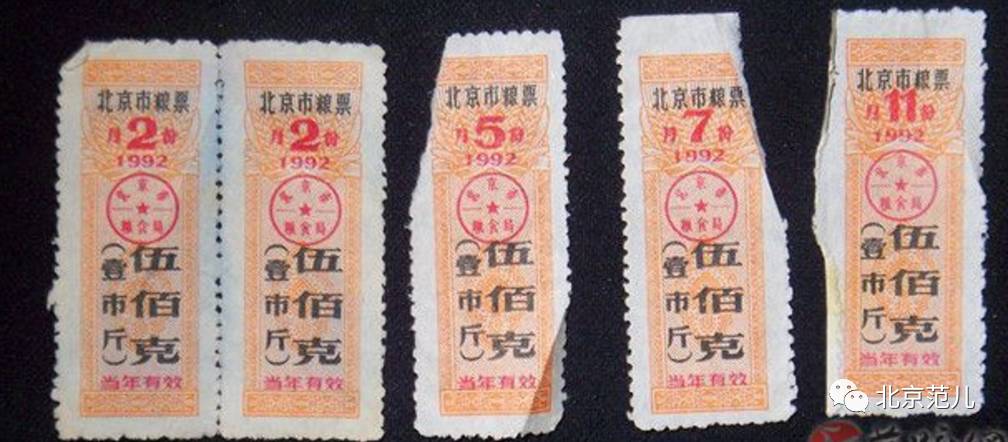 北京市粮票
2月份
1992
北京市
粮食局
伍佰克
(壹市斤)
当年有效
北京市粮票
2月份
1992
北京市
粮食局
伍佰克
(壹市斤)
当年有效
北京市粮票
5月份
1992
北京市
粮食局
伍佰克
(壹市斤)
当年有效
北京市粮票
7月份
1992
北京市
粮食局
伍佰克
(壹市斤)
当年有效
北京市粮票
11月份
1992
北京市
粮食局
伍佰克
(壹市斤)
当年有效
北京范儿